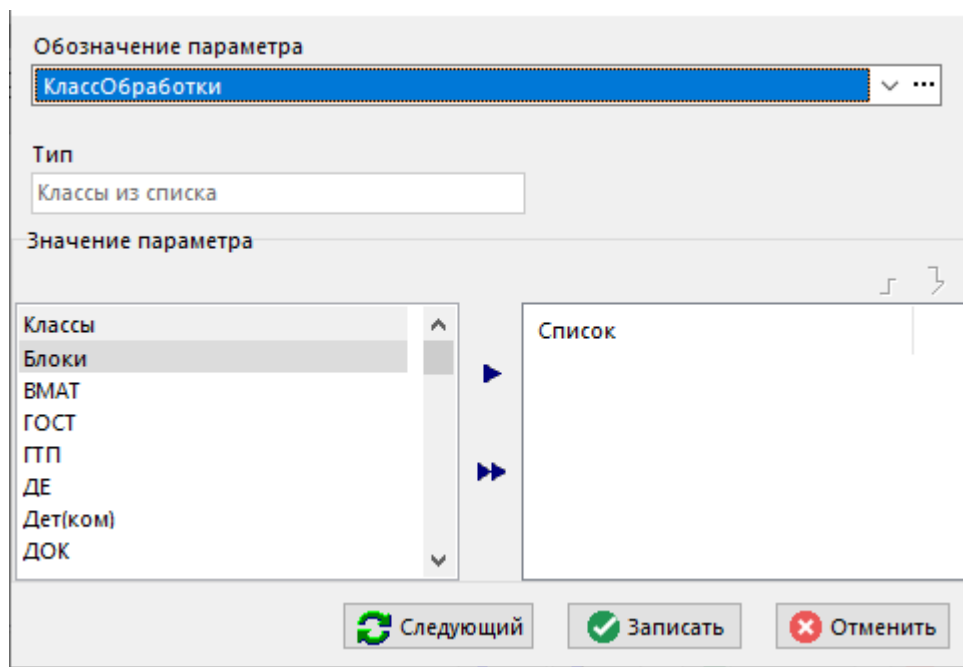 Обозначение параметра
КлассОбработки
Тип
Классы из списка
Значение параметра
Классы
Блоки
ВМАТ
ГОСТ
ГТП
ДЕ
Дет(ком)
ДОК
Список
Следующий
Записать
Отменить